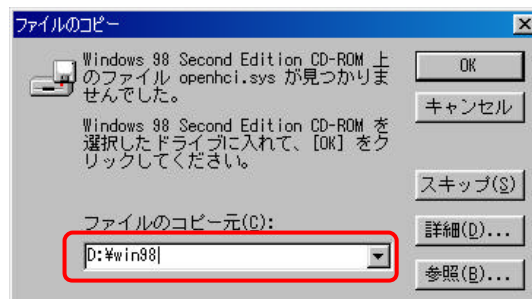 ファイルのコピー
Windows 98 Second Edition CD-ROM 上
のファイル openhci.sys が見つかりま
せんでした。
Windows 98 Second Edition CD-ROM を
選択したドライブに入れて、[OK] をク
リックしてください。
ファイルのコピー元(C):
D:¥win98
OK
キャンセル
スキップ(S)
詳細(D)...
参照(B)...